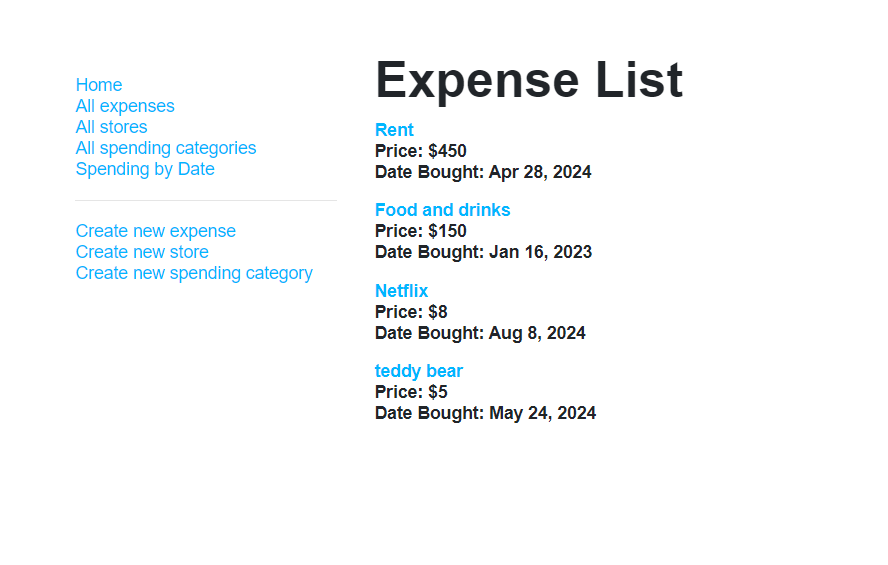 Home
All expenses
All stores
All spending categories
Spending by Date
Create new expense
Create new store
Create new spending category
Expense List
Rent
Price: $450
Date Bought: Apr 28, 2024
Food and drinks
Price: $150
Date Bought: Jan 16, 2023
Netflix
Price: $8
Date Bought: Aug 8, 2024
teddy bear
Price: $5
Date Bought: May 24, 2024